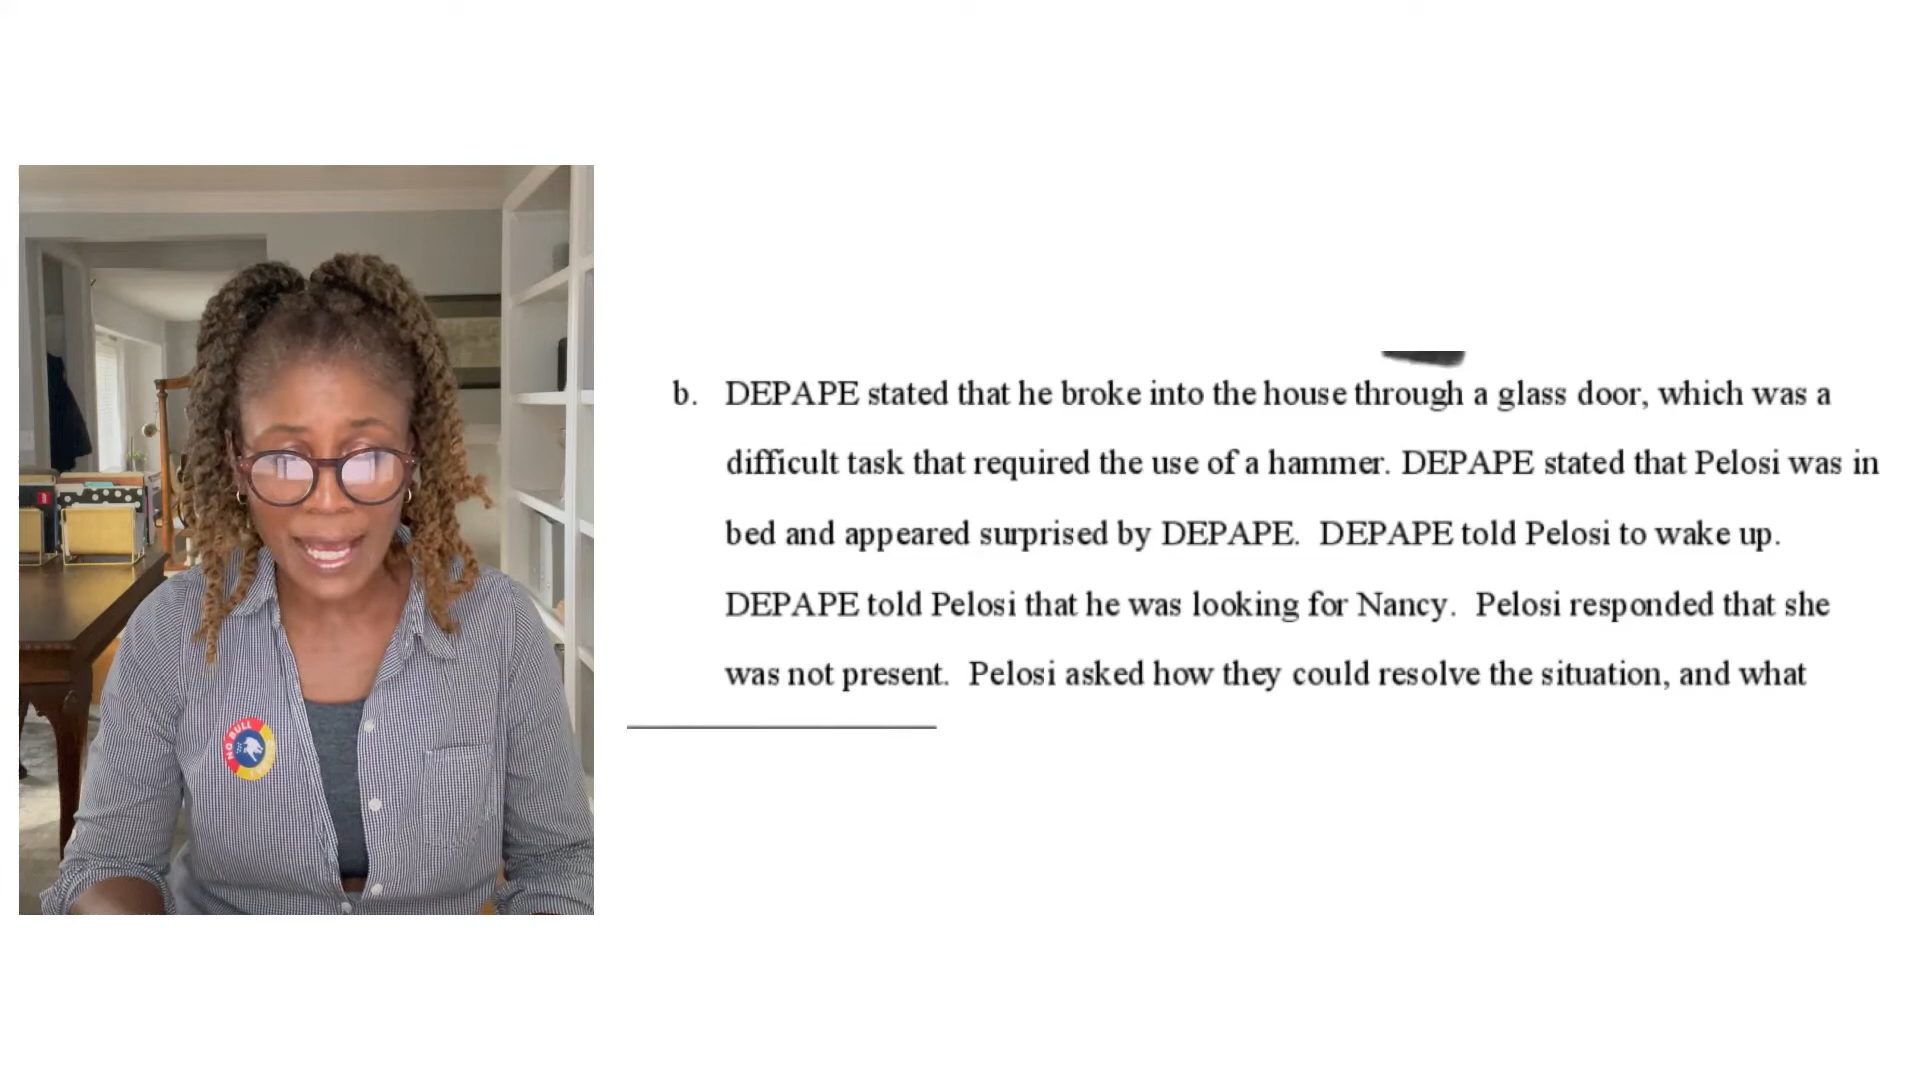 b. DEPAPE stated that he broke into the house through a glass door, which was a
difficult task that required the use of a hammer. DEPAPE stated that Pelosi was in
bed and appeared surprised by DEPAPE. DEPAPE told Pelosi to wake up.
DEPAPE told Pelosi that he was looking for Nancy. Pelosi responded that she
was not present. Pelosi asked how they could resolve the situation, and what
NO BULL